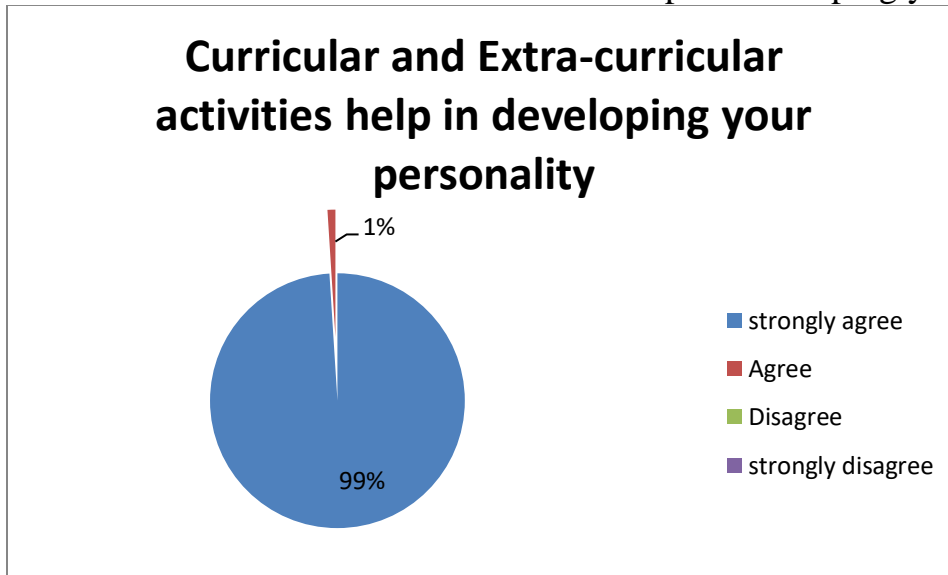 Curricular and Extra-curricular
activities help in developing your
personality
1%
99%
strongly agree
Agree
Disagree
strongly disagree